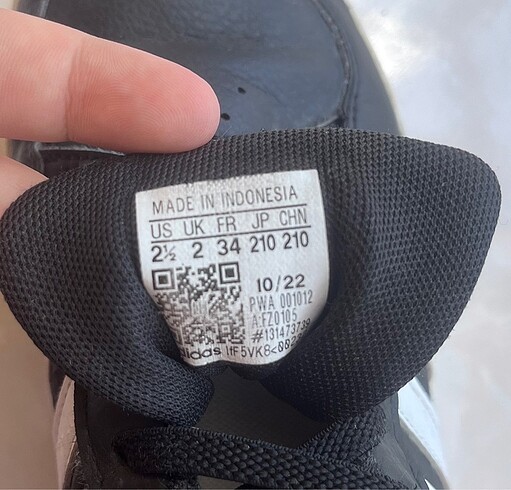 MADE IN INDONESIA
US UK FR JP CHN
2½ 2 34 210 210
10/22
PWA 001012
A:FZ0105
adidas